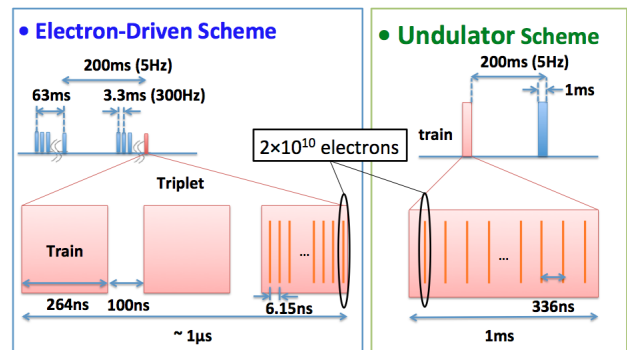 • Electron-Driven Scheme
200ms (5Hz)
63ms
3.3ms (300Hz)
Triplet
Train
...
264ns
100ns
6.15ns
~ 1μs
2×10¹⁰ electrons
• Undulator Scheme
200ms (5Hz)
1ms
train
...
336ns
1ms